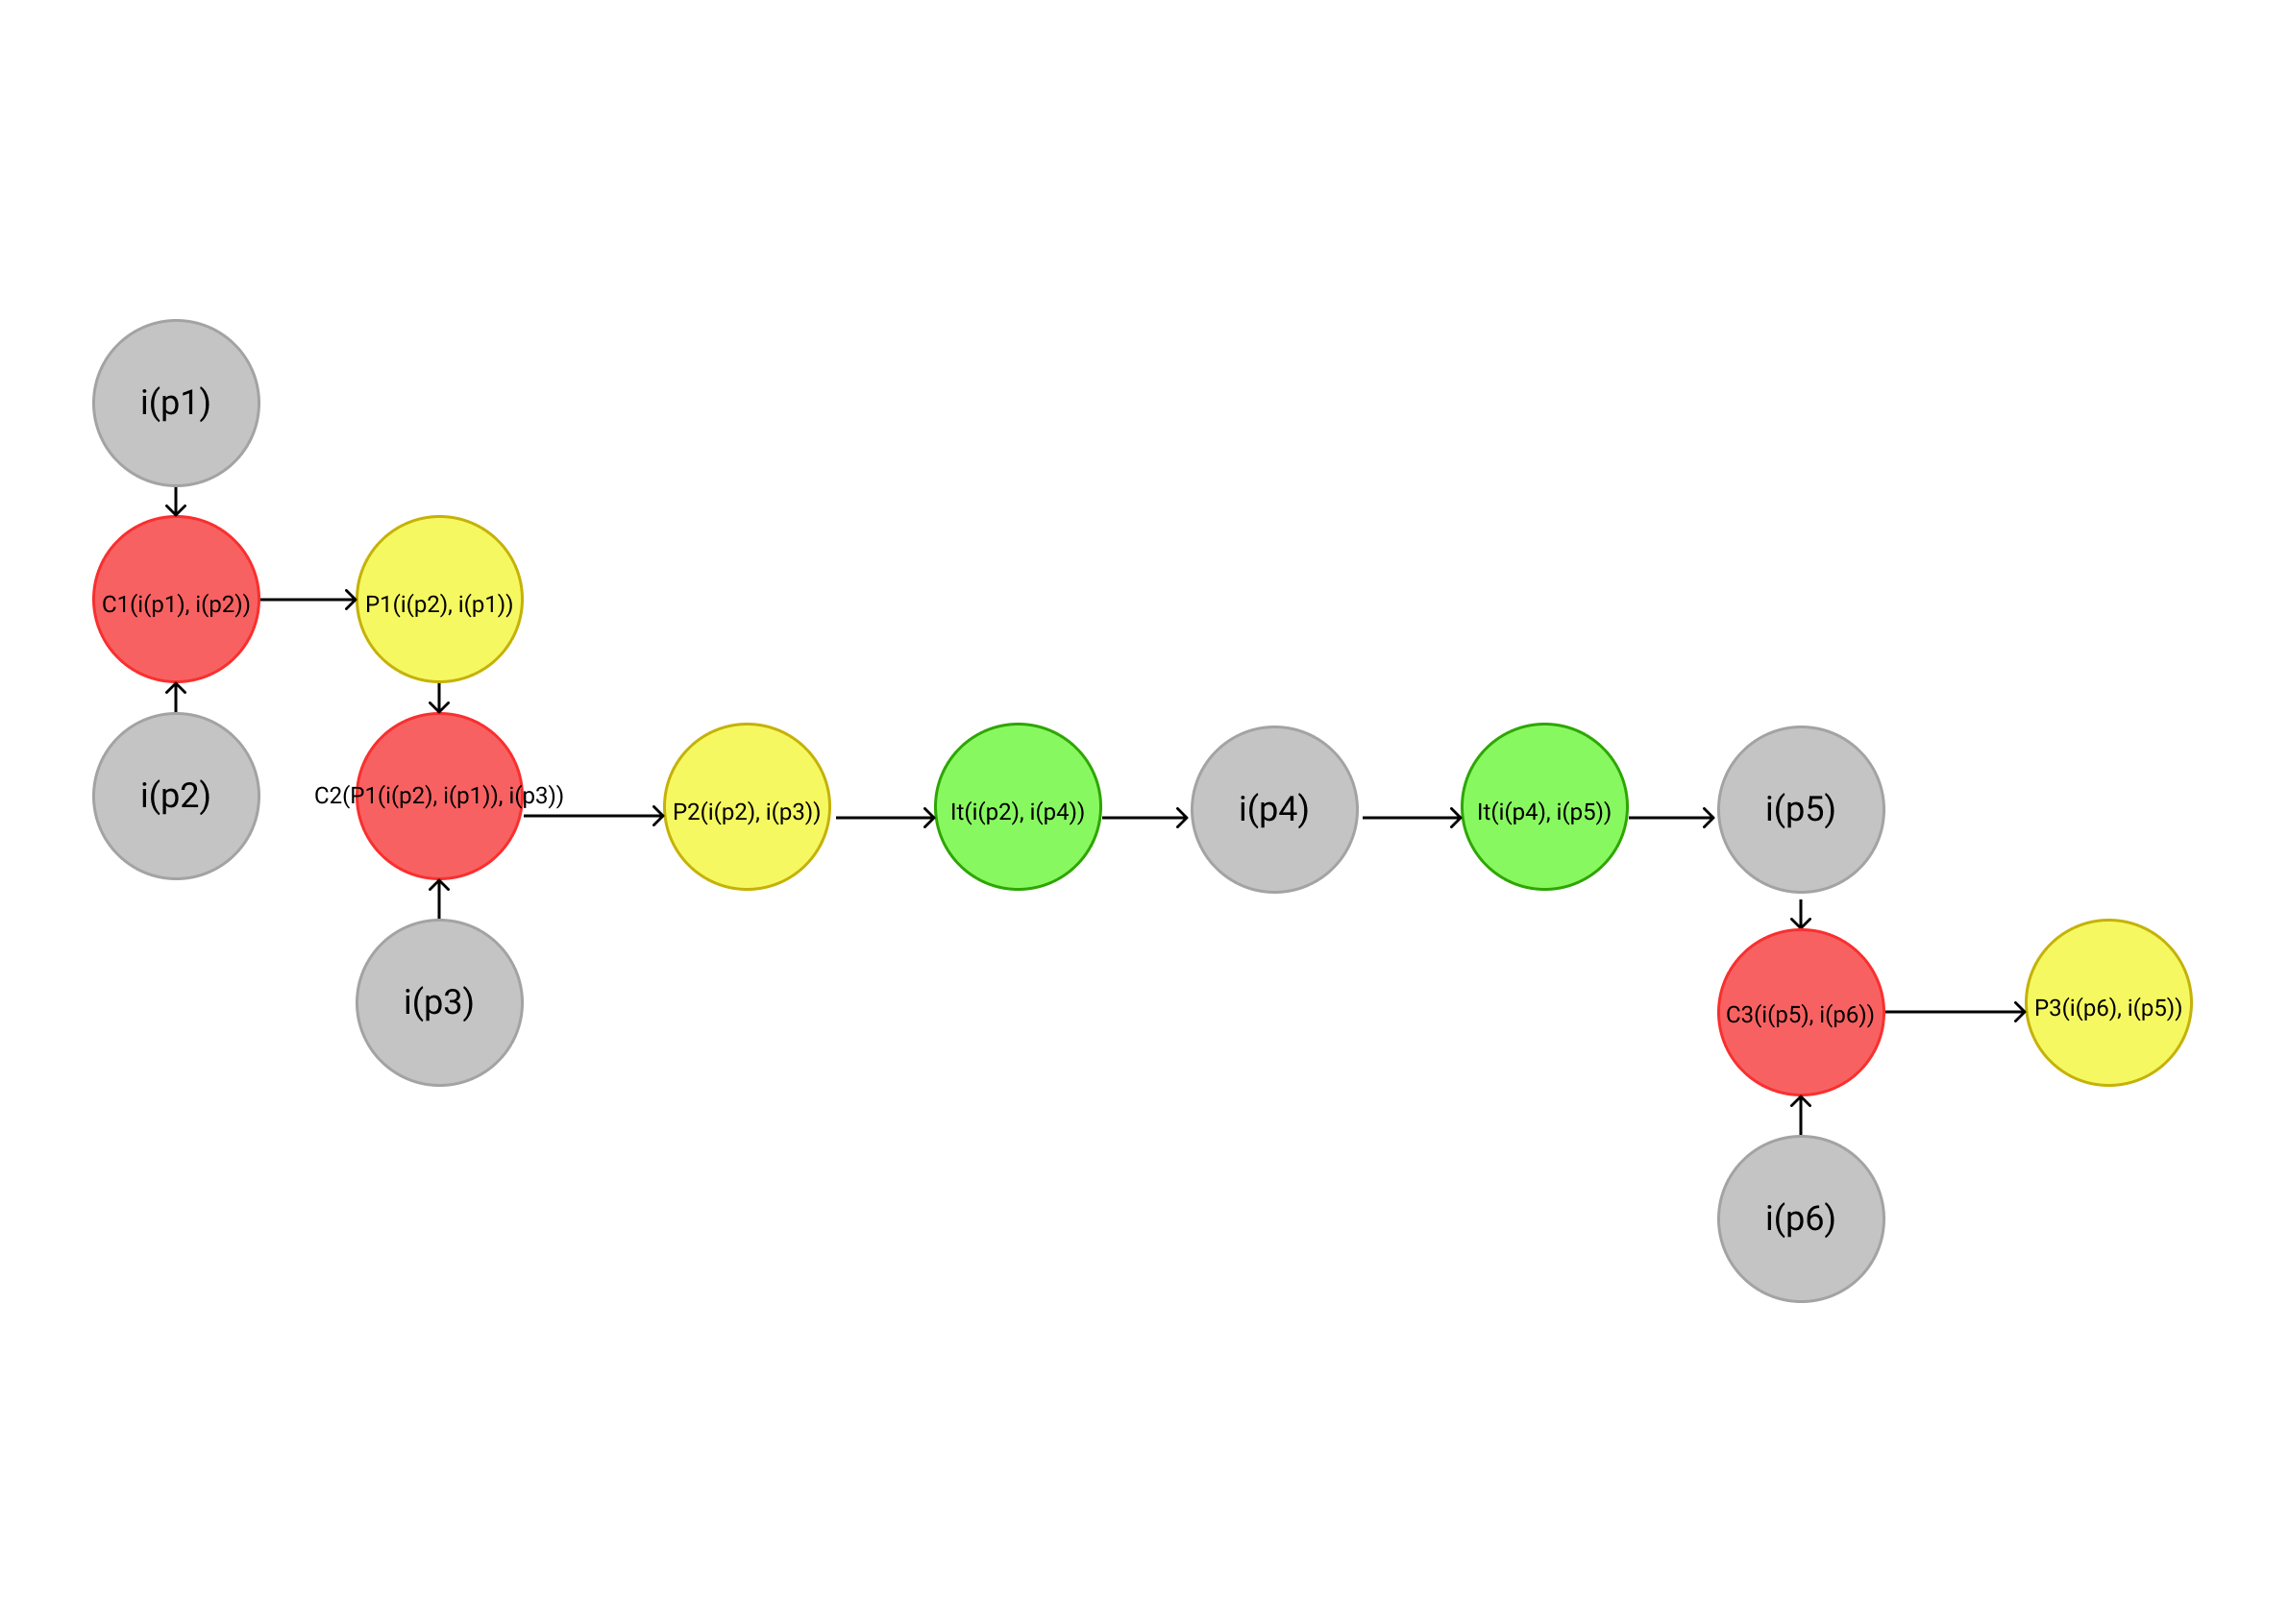 i(p1)
C1(i(p1), i(p2))
P1(i(p2), i(p1))
i(p2)
C2(P1(i(p2), i(p1)), i(p3))
P2(i(p2), i(p3))
It(i(p2), i(p4))
i(p4)
It(i(p4), i(p5))
i(p5)
i(p3)
C3(i(p5), i(p6))
P3(i(p6), i(p5))
i(p6)